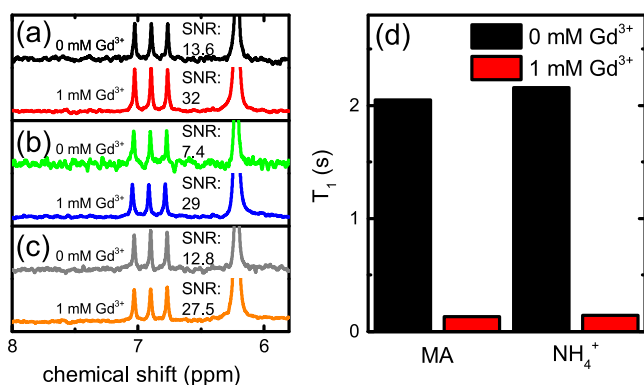 (a)
0 mM Gd³⁺
SNR:
13.6
1 mM Gd³⁺
SNR:
32
(b)
0 mM Gd³⁺
SNR:
7.4
1 mM Gd³⁺
SNR:
29
(c)
0 mM Gd³⁺
SNR:
12.8
1 mM Gd³⁺
SNR:
27.5
8
7
6
chemical shift (ppm)
(d)
0 mM Gd³⁺
1 mM Gd³⁺
T₁ (s)
2
1
0
MA
NH₄⁺